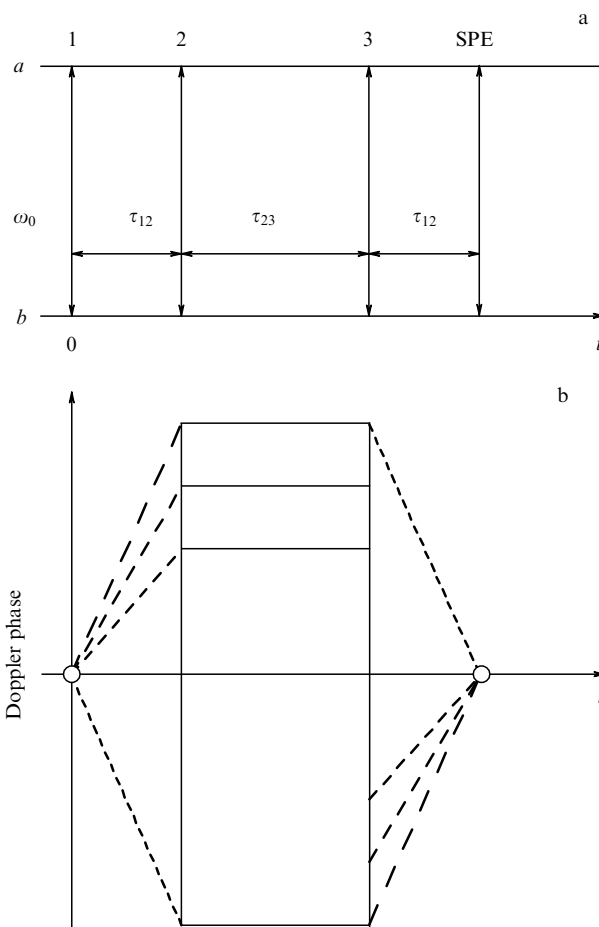 a
1 2 3 SPE
a
ω₀ τ₁₂ τ₂₃ τ₁₂
b
0
b
Doppler phase